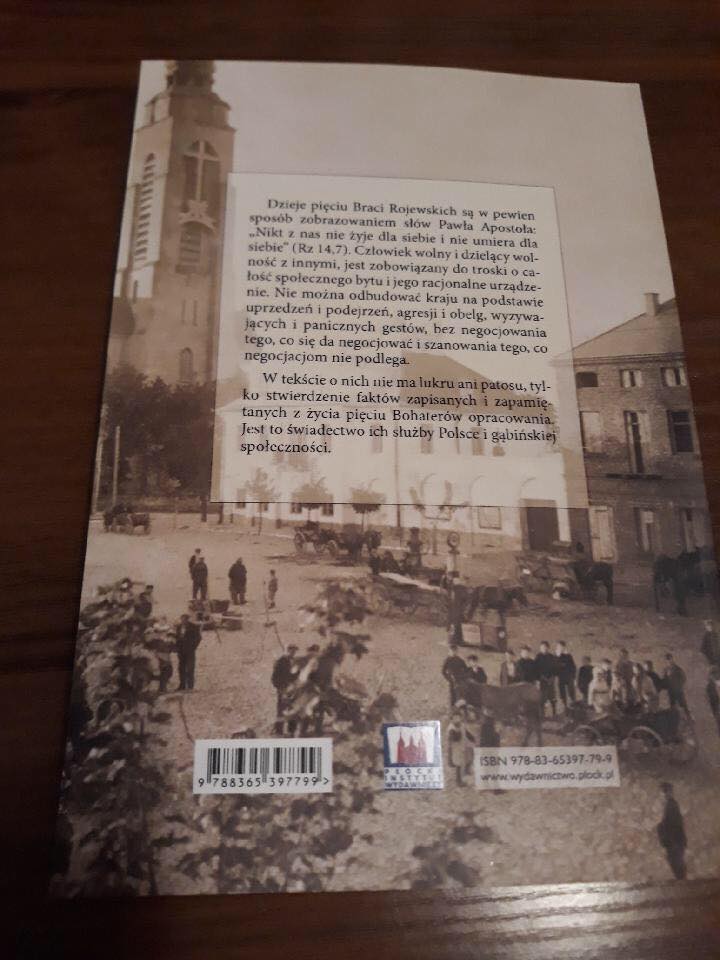 Dzieje pięciu Braci Rojewskich są w pewien
sposób zobrazowaniem słów Pawła Apostoła:
„Nikt z nas nie żyje dla siebie i nie umiera dla
siebie” (Rz 14,7). Człowiek wolny i dzielący wol-
ność z innymi, jest zobowiązany do troski o ca-
łość społecznego bytu i jego racjonalne urządze-
nie. Nie można odbudować kraju na podstawie
uprzedzeń i podejrzeń, agresji i obelg, wyzywa-
jących i panicznych gestów, bez negocjowania
tego, co się da negocjować i szanowania tego, co
negocjacjom nie podlega.
W tekście o nich nie ma lukru ani patosu, tyl-
ko stwierdzenie faktów zapisanych i zapamię-
tanych z życia pięciu Bohaterów opracowania.
Jest to świadectwo ich służby Polsce i gąbińskiej
społeczności.
9 788365 397799 >
PŁOCKI
INSTYTUT
WYDAWNICZY
ISBN 978-83-65397-79-9
www.wydawnictwo.plock.pl